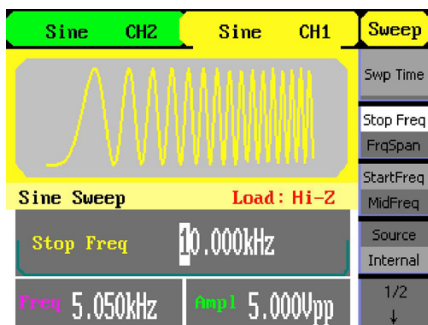 Sine CH2 Sine CH1 Sweep
Swp Time
Stop Freq
FrqSpan
StartFreq
MidFreq
Sine Sweep Load: Hi-Z
Source
Internal
Stop Freq 10.000kHz
Freq 5.050kHz Ampl 5.000Vpp
1/2
↓